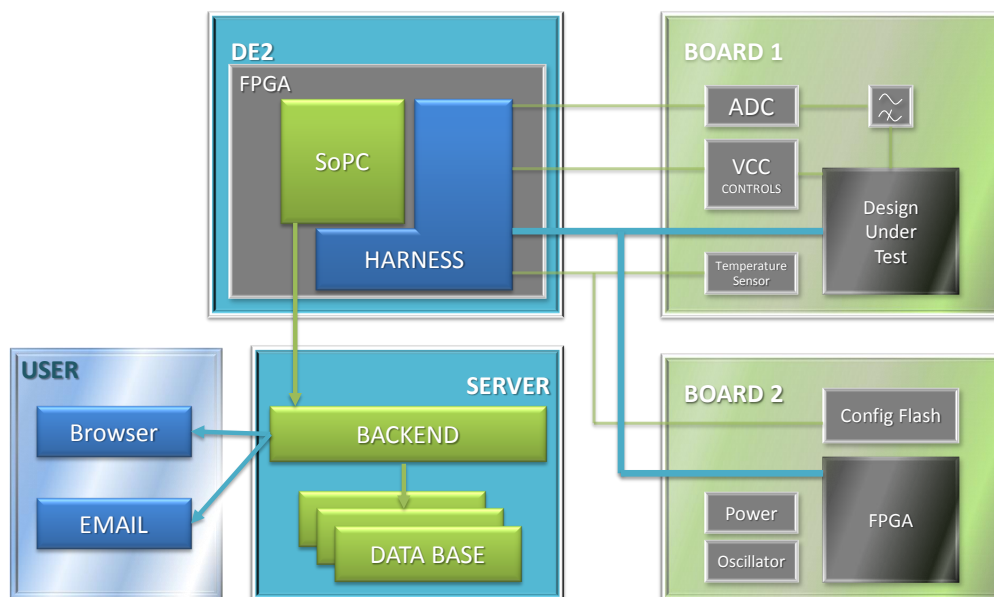 DE2
FPGA
SoPC
HARNESS
BOARD 1
ADC
VCC
CONTROLS
Design
Under
Test
Temperature
Sensor
USER
Browser
EMAIL
SERVER
BACKEND
DATA BASE
BOARD 2
Config Flash
FPGA
Power
Oscillator